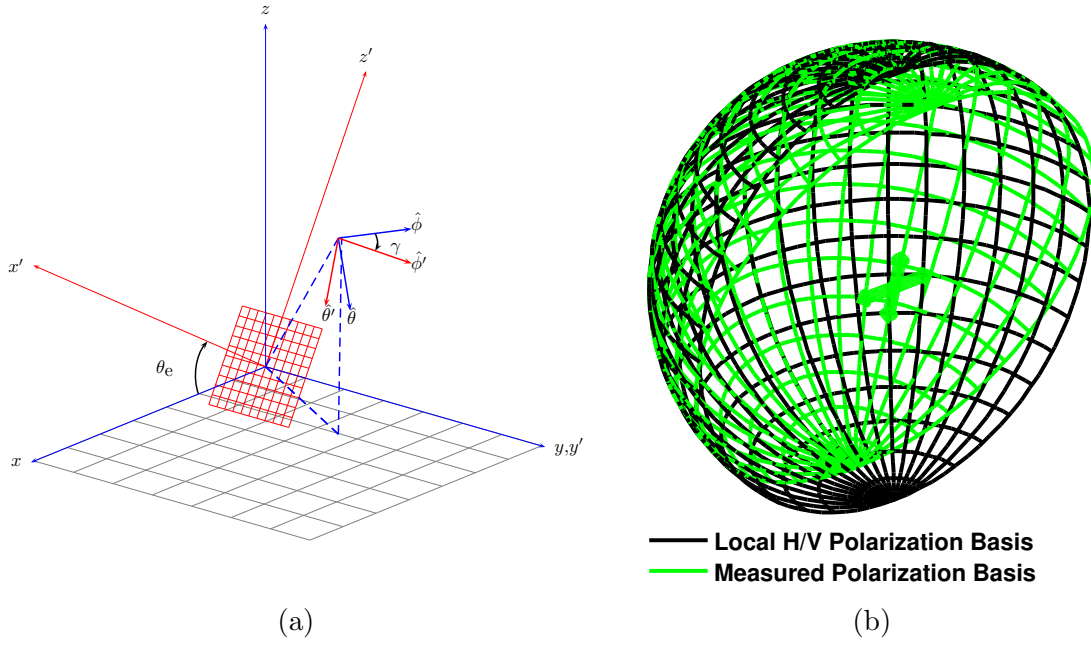 z
z′
ϕ̂
γ
ϕ̂′
x′
θ̂′
θ̂
θe
x
y,y′
Local H/V Polarization Basis
Measured Polarization Basis
(a)
(b)